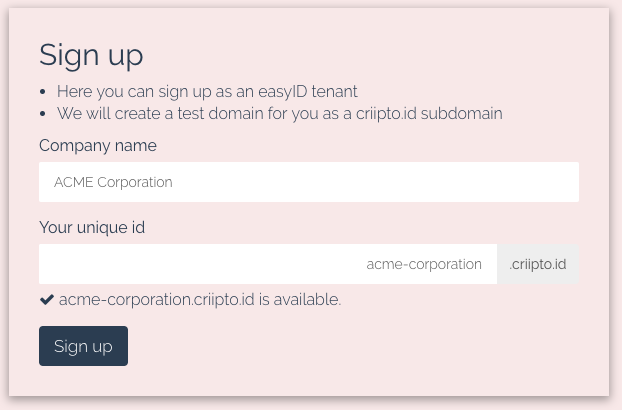 Sign up
Here you can sign up as an easyID tenant
We will create a test domain for you as a criipto.id subdomain
Company name
ACME Corporation
Your unique id
acme-corporation .criipto.id
acme-corporation.criipto.id is available.
Sign up